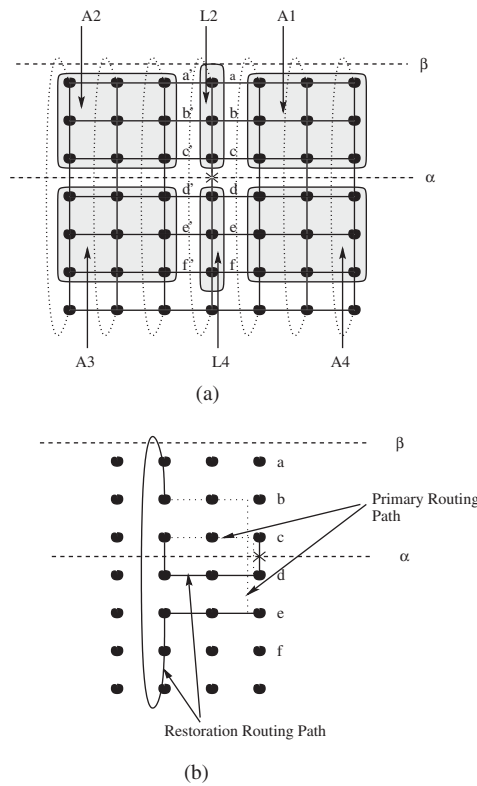 A2 L2 A1
β
a' a
b' b
c' c
α
d' d
e' e
f' f
A3 L4 A4
(a)
β
a
b
Primary Routing
Path
c
α
d
e
f
Restoration Routing Path
(b)